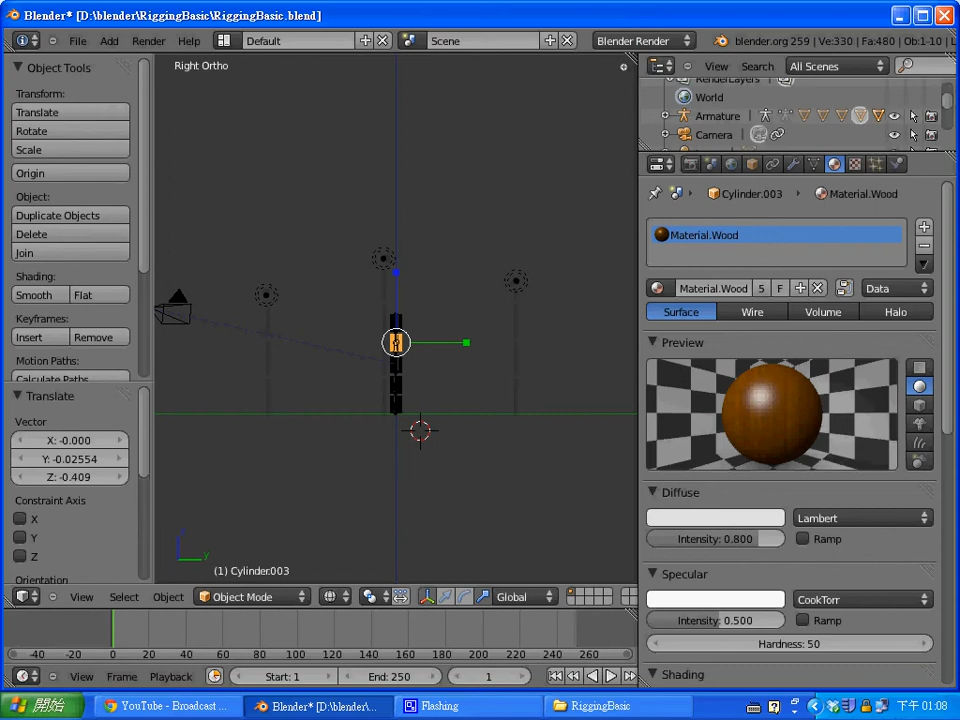 Blender* [D:\blender\RiggingBasic\RiggingBasic.blend]
File Add Render Help Default Scene Blender Render blender.org 259 | Ve:330 | Fa:480 | Ob:1-10 | L
Object Tools
Transform:
Translate
Rotate
Scale
Origin
Object:
Duplicate Objects
Delete
Join
Shading:
Smooth Flat
Keyframes:
Insert Remove
Motion Paths:
Calculate Paths
Translate
Vector
X: -0.000
Y: -0.02554
Z: -0.409
Constraint Axis
X
Y
Z
Orientation
Right Ortho
y
(1) Cylinder.003
View Select Object Object Mode Global
-40 -20 0 20 40 60 80 100 120 140 160 180 200 220 240 260
View Frame Playback Start: 1 End: 250 1
View Search All Scenes
RenderLayers
World
Armature
Camera
Cylinder.003 Material.Wood
Material.Wood
Material.Wood 5 F Data
Surface Wire Volume Halo
Preview
Diffuse
Lambert
Intensity: 0.800 Ramp
Specular
CookTorr
Intensity: 0.500 Ramp
Hardness: 50
Shading
開始 YouTube - Broadcast ... Blender* [D:\blender\... Flashing RiggingBasic 下午 01:08